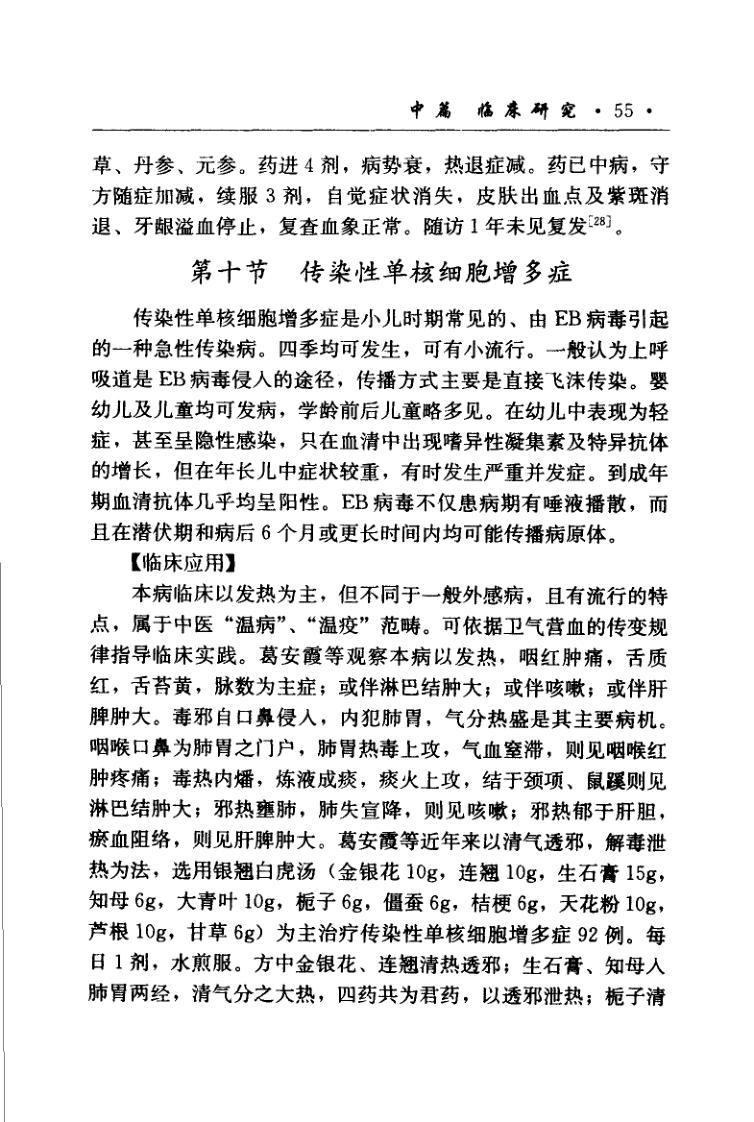 中篇 临床研究 · 55 ·
草、丹参、元参。药进 4 剂，病势衰，热退症减。药已中病，守
方随症加减，续服 3 剂，自觉症状消失，皮肤出血点及紫斑消
退、牙龈溢血停止，复查血象正常。随访 1 年未见复发[28]。
第十节 传染性单核细胞增多症
传染性单核细胞增多症是小儿时期常见的、由 EB 病毒引起
的一种急性传染病。四季均可发生，可有小流行。一般认为上呼
吸道是 EB 病毒侵入的途径，传播方式主要是直接飞沫传染。婴
幼儿及儿童均可发病，学龄前后儿童略多见。在幼儿中表现为轻
症，甚至呈隐性感染，只在血清中出现嗜异性凝集素及特异抗体
的增长，但在年长儿中症状较重，有时发生严重并发症。到成年
期血清抗体几乎均呈阳性。EB 病毒不仅患病期有唾液播散，而
且在潜伏期和病后 6 个月或更长时间内均可能传播病原体。
【临床应用】
本病临床以发热为主，但不同于一般外感病，且有流行的特
点，属于中医“温病”、“温疫”范畴。可依据卫气营血的传变规
律指导临床实践。葛安霞等观察本病以发热，咽红肿痛，舌质
红，舌苔黄，脉数为主症；或伴淋巴结肿大；或伴咳嗽；或伴肝
脾肿大。毒邪自口鼻侵入，内犯肺胃，气分热盛是其主要病机。
咽喉口鼻为肺胃之门户，肺胃热毒上攻，气血窒滞，则见咽喉红
肿疼痛；毒热内燔，炼液成痰，痰火上攻，结于颈项、鼠蹊则见
淋巴结肿大；邪热壅肺，肺失宣降，则见咳嗽；邪热郁于肝胆，
瘀血阻络，则见肝脾肿大。葛安霞等近年来以清气透邪，解毒泄
热为法，选用银翘白虎汤（金银花 10g，连翘 10g，生石膏 15g，
知母 6g，大青叶 10g，栀子 6g，僵蚕 6g，桔梗 6g，天花粉 10g，
芦根 10g，甘草 6g）为主治疗传染性单核细胞增多症 92 例。每
日 1 剂，水煎服。方中金银花、连翘清热透邪；生石膏、知母入
肺胃两经，清气分之大热，四药共为君药，以透邪泄热；栀子清